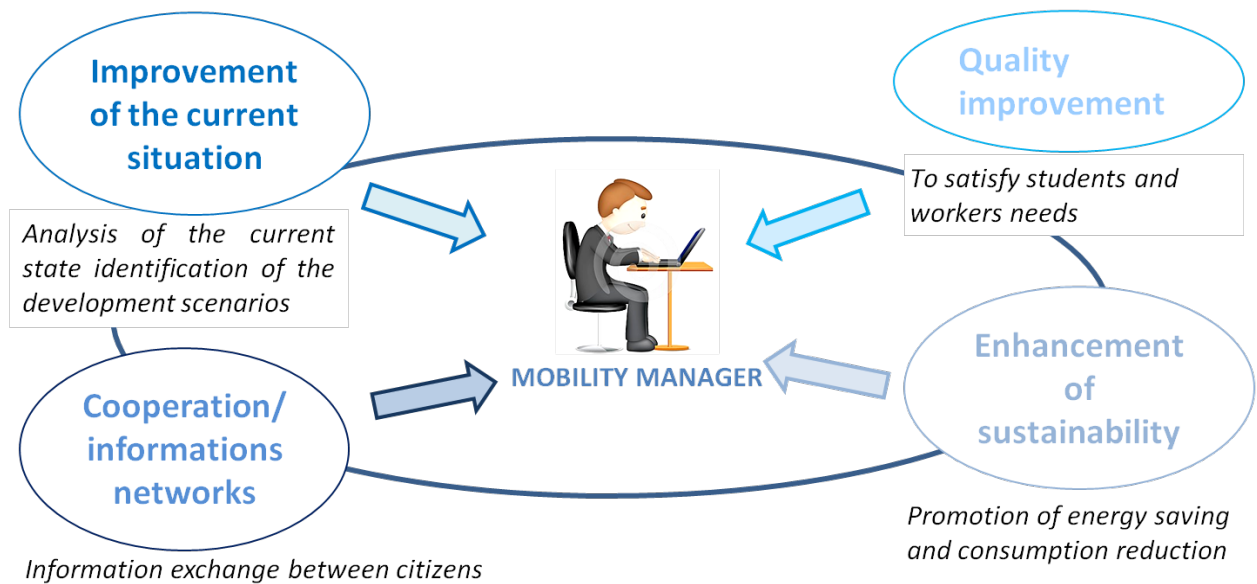 Improvement
of the current
situation
Analysis of the current
state identification of the
development scenarios
Quality
improvement
To satisfy students and
workers needs
MOBILITY MANAGER
Cooperation/
informations
networks
Information exchange between citizens
Enhancement
of
sustainability
Promotion of energy saving
and consumption reduction